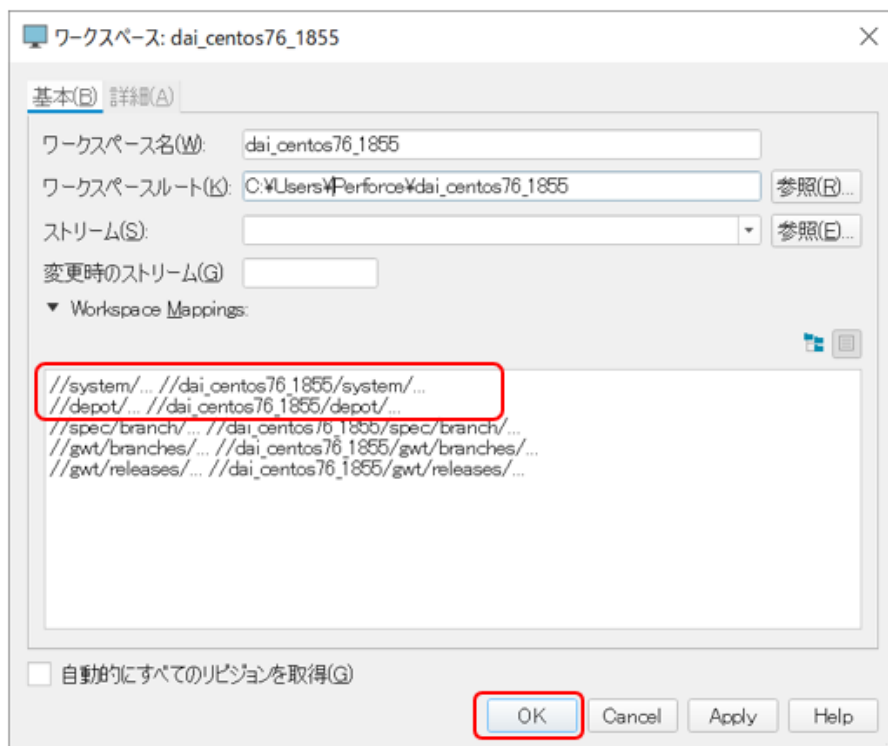 ワークスペース: dai_centos76_1855
基本(B) 詳細(A)
ワークスペース名(W): dai_centos76_1855
ワークスペースルート(K): C:¥Users¥Perforce¥dai_centos76_1855 参照(R)...
ストリーム(S): 参照(E)...
変更時のストリーム(G)
Workspace Mappings:
//system/... //dai_centos76_1855/system/...
//depot/... //dai_centos76_1855/depot/...
//spec/branch/... //dai_centos76_1855/spec/branch/...
//gwt/branches/... //dai_centos76_1855/gwt/branches/...
//gwt/releases/... //dai_centos76_1855/gwt/releases/...
自動的にすべてのリビジョンを取得(G)
OK Cancel Apply Help